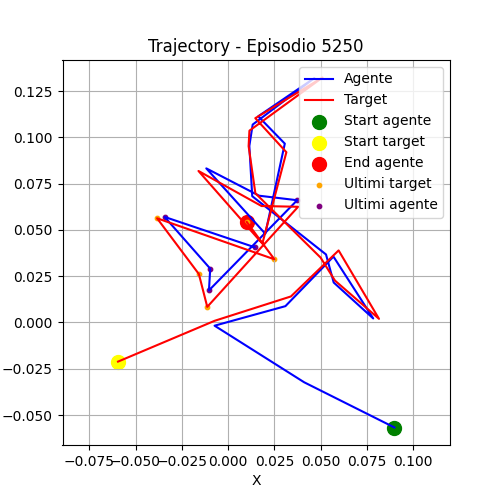 Trajectory - Episodio 5250
Agente
Target
Start agente
Start target
End agente
Ultimi target
Ultimi agente
0.125
0.100
0.075
0.050
0.025
0.000
−0.025
−0.050
−0.075 −0.050 −0.025 0.000 0.025 0.050 0.075 0.100
X